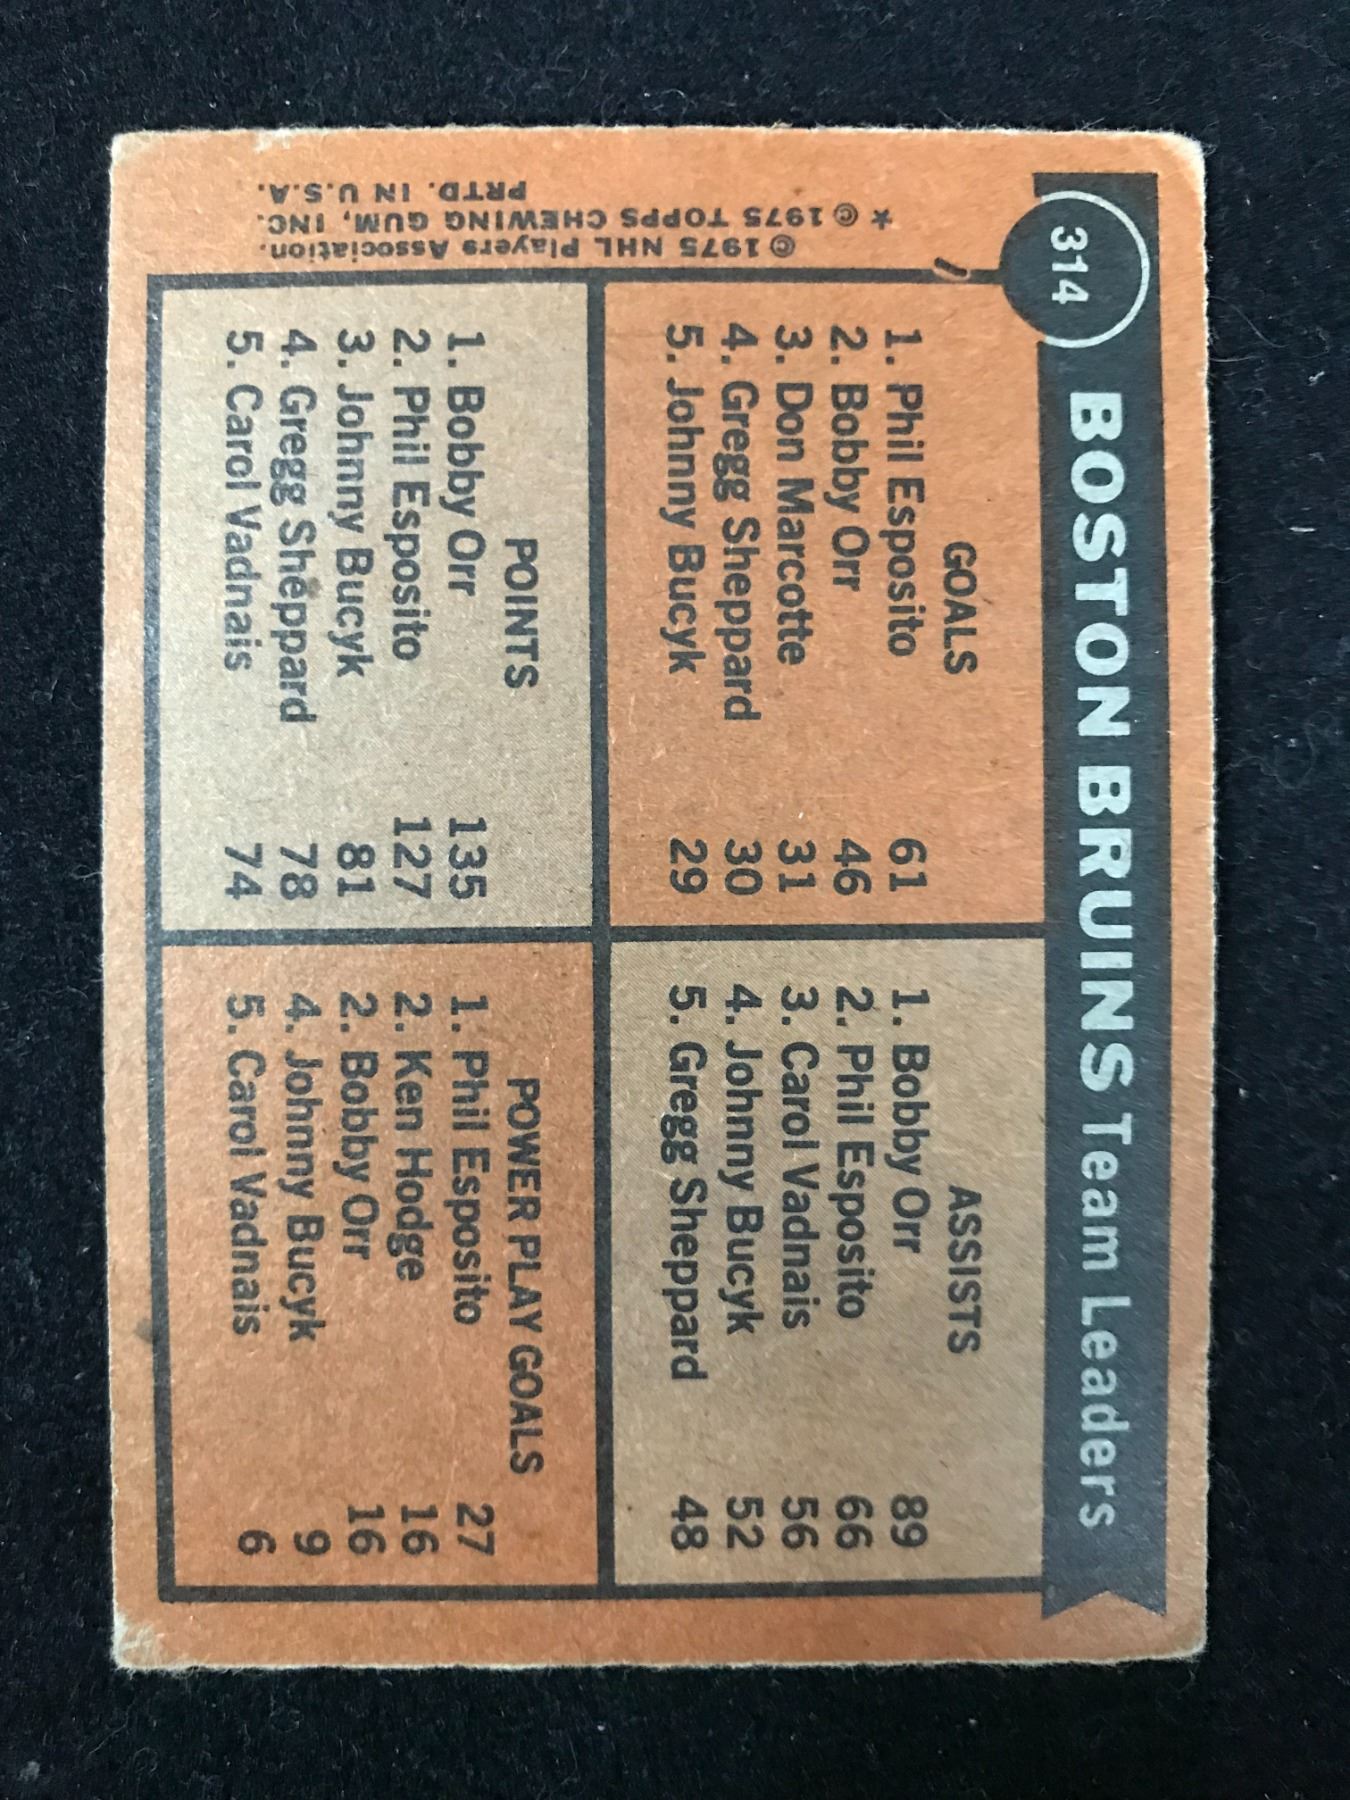 314
BOSTON BRUINS Team Leaders
GOALS
1. Phil Esposito 61
2. Bobby Orr 46
3. Don Marcotte 31
4. Gregg Sheppard 30
5. Johnny Bucyk 29
ASSISTS
1. Bobby Orr 89
2. Phil Esposito 66
3. Carol Vadnais 56
4. Johnny Bucyk 52
5. Gregg Sheppard 48
POINTS
1. Bobby Orr 135
2. Phil Esposito 127
3. Johnny Bucyk 81
4. Gregg Sheppard 78
5. Carol Vadnais 74
POWER PLAY GOALS
1. Phil Esposito 27
2. Ken Hodge 16
2. Bobby Orr 16
4. Johnny Bucyk 9
5. Carol Vadnais 6
© 1975 NHL Players Association.
★ © 1975 TOPPS CHEWING GUM, INC.
PRTD. IN U.S.A.